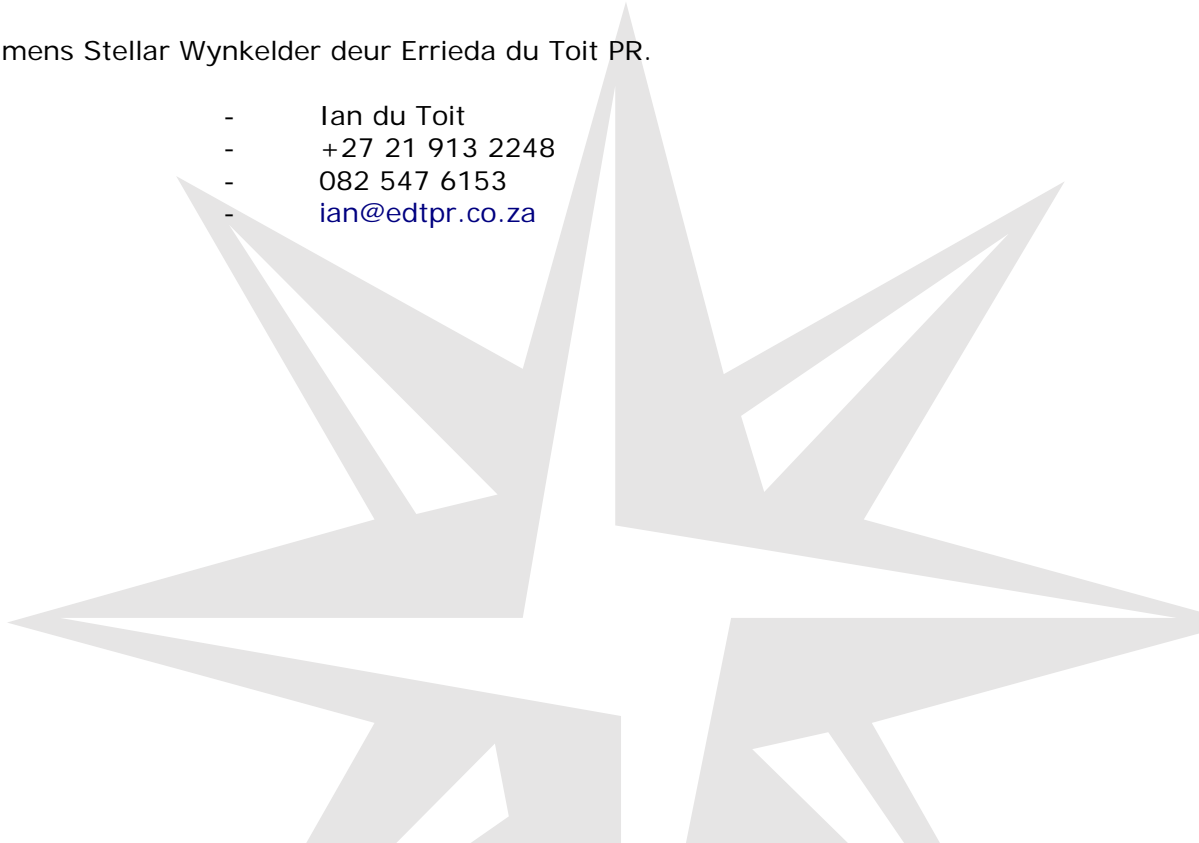 mens Stellar Wynkelder deur Errieda du Toit PR.
- Ian du Toit
- +27 21 913 2248
- 082 547 6153
- ian@edtpr.co.za